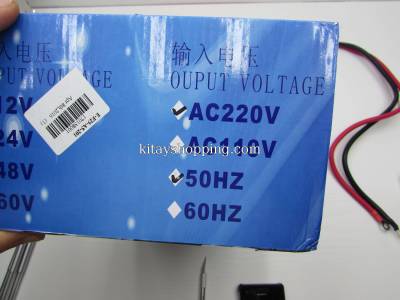 入电压
PUT VOLTAGE
12V
24V
48V
60V
输入电压
OUPUT VOLTAGE
AC220V
AC110V
50HZ
60HZ
kitayshopping.com